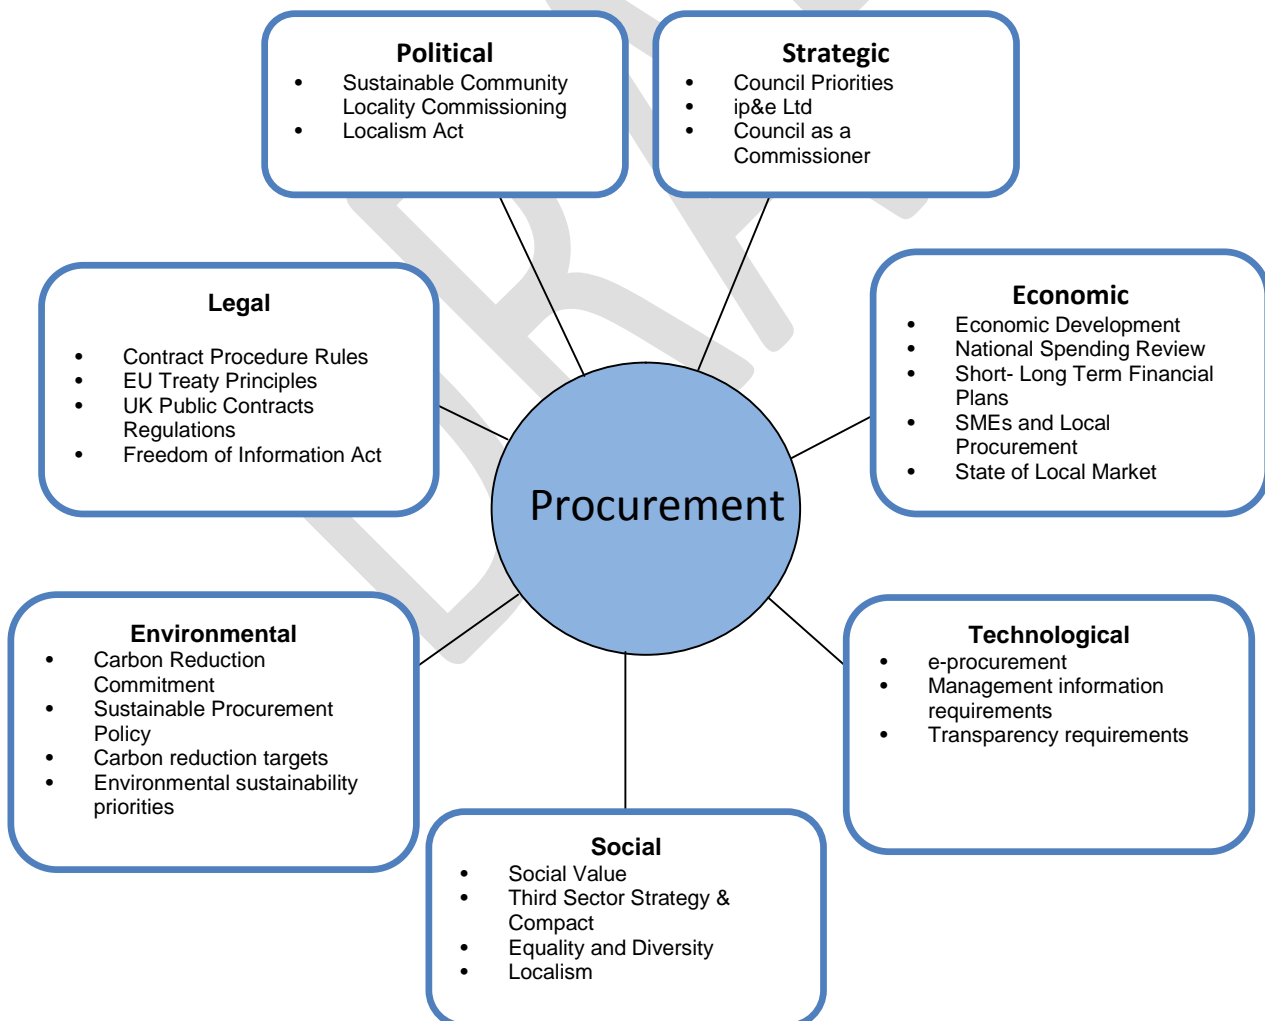 Political
• Sustainable Community
Locality Commissioning
• Localism Act
Strategic
• Council Priorities
• ip&e Ltd
• Council as a
Commissioner
Legal
• Contract Procedure Rules
• EU Treaty Principles
• UK Public Contracts
Regulations
• Freedom of Information Act
Economic
• Economic Development
• National Spending Review
• Short- Long Term Financial
Plans
• SMEs and Local
Procurement
• State of Local Market
Procurement
Environmental
• Carbon Reduction
Commitment
• Sustainable Procurement
Policy
• Carbon reduction targets
• Environmental sustainability
priorities
Technological
• e-procurement
• Management information
requirements
• Transparency requirements
Social
• Social Value
• Third Sector Strategy &
Compact
• Equality and Diversity
• Localism